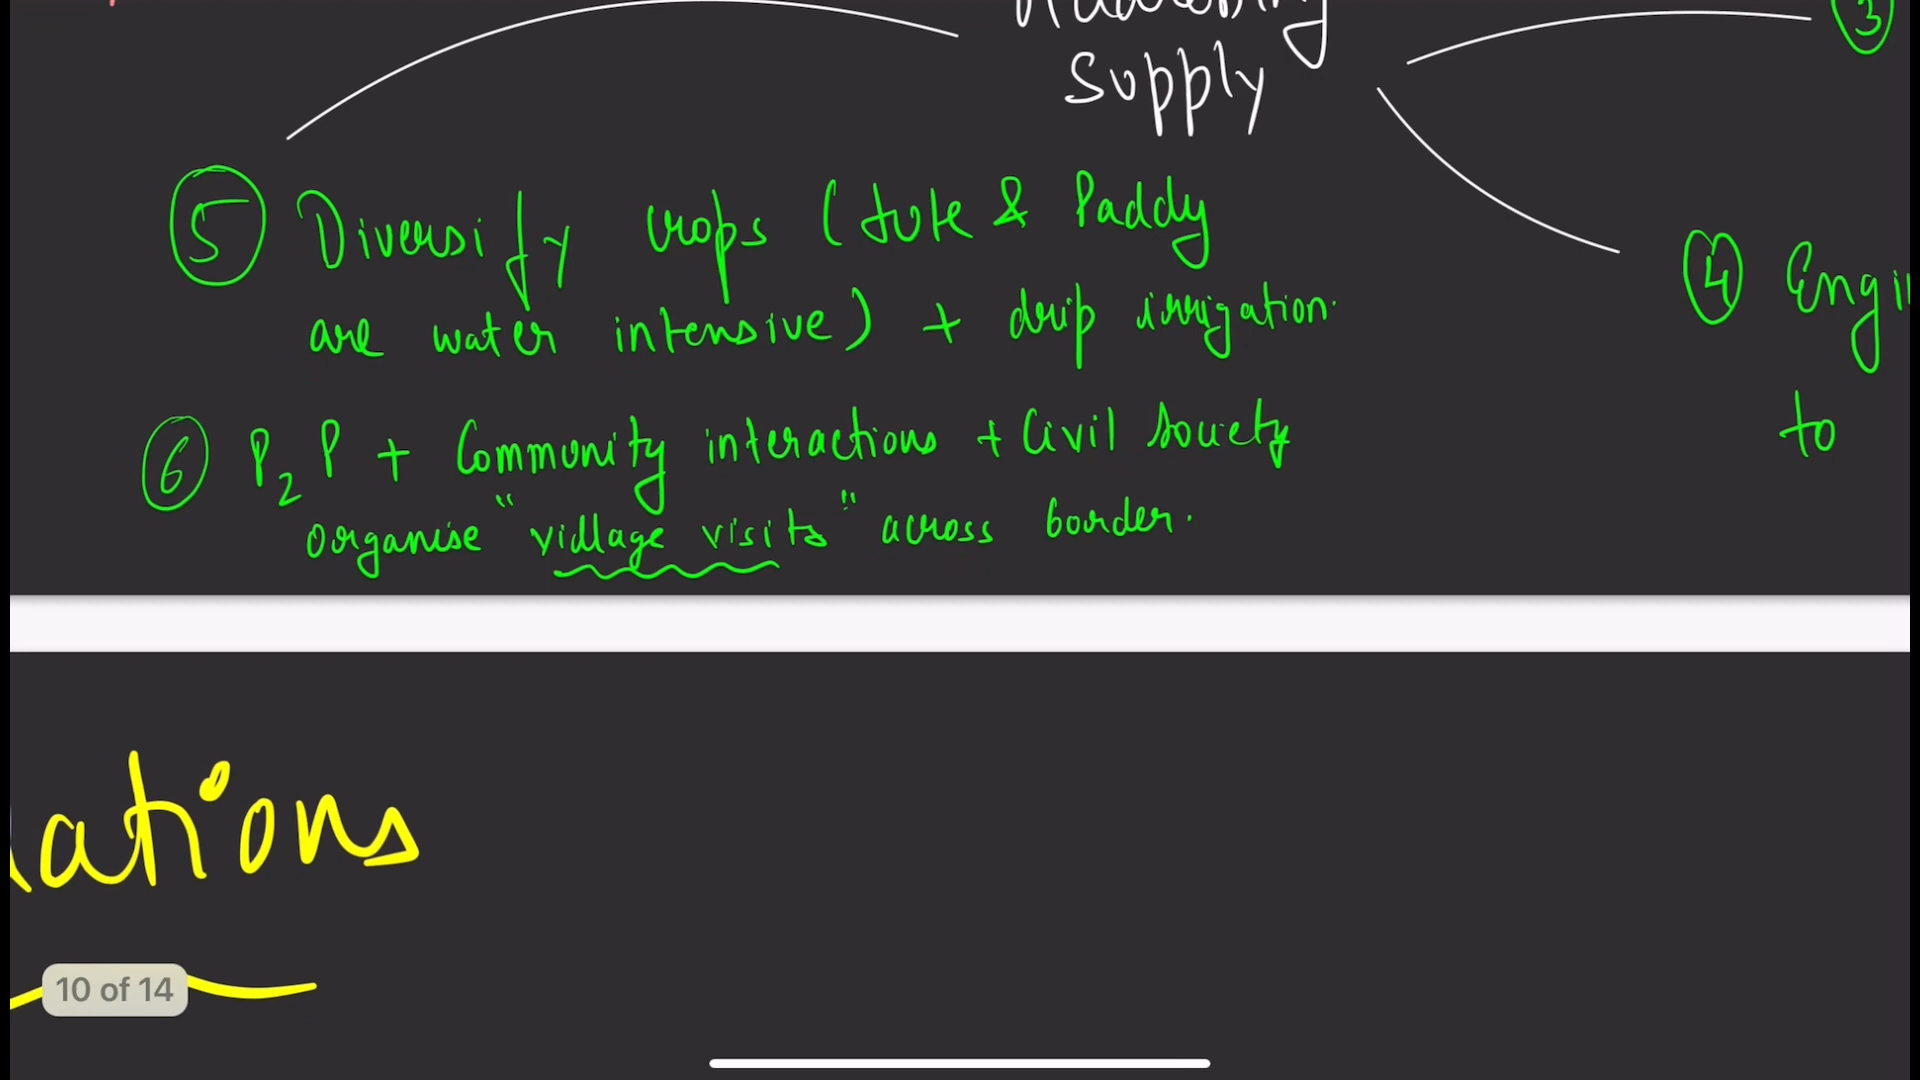 Supply
3
5 Diversify crops (Jute & Paddy
are water intensive) + drip irrigation.
4
to
6 P2P + Community interactions + Civil Society
organise "village visits" across border.
ations
10 of 14